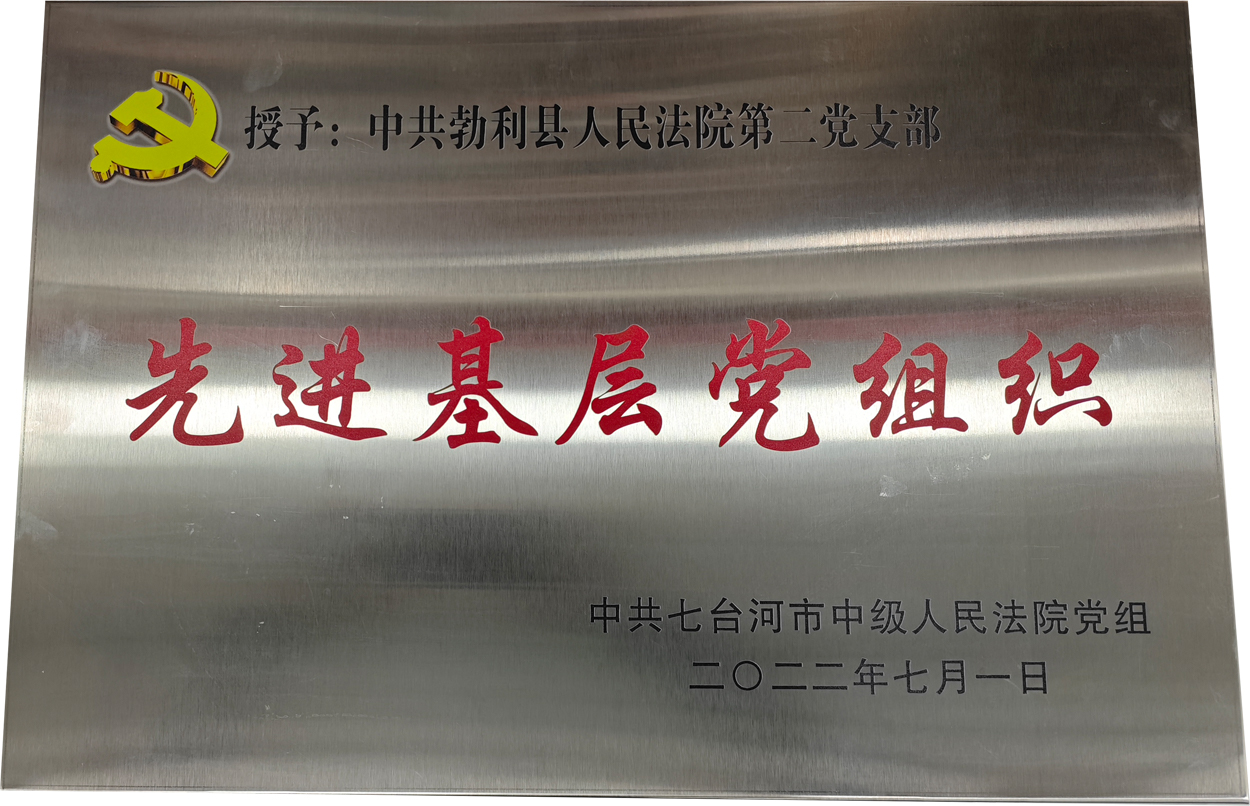 授予：中共勃利县人民法院第二党支部
先进基层党组织
中共七台河市中级人民法院党组
二〇二二年七月一日